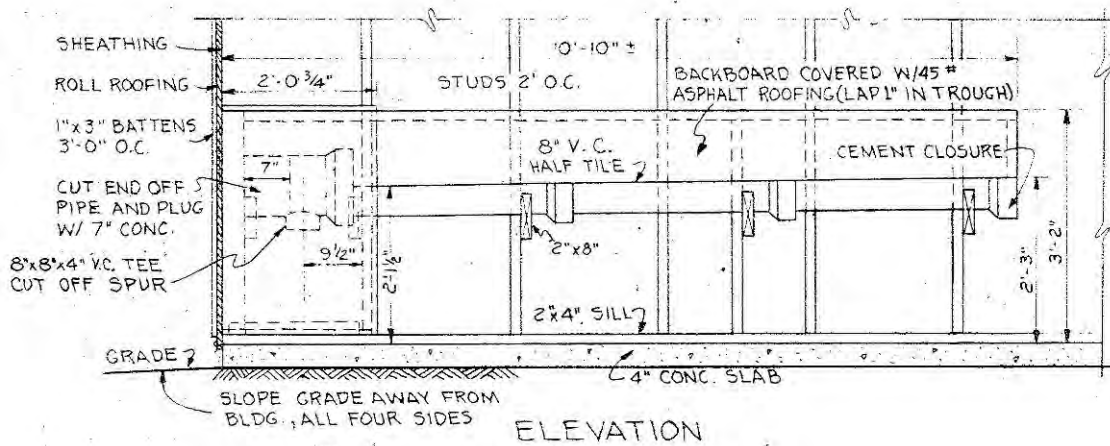 SHEATHING
ROLL ROOFING
1"x3" BATTENS
3'-0" O.C.
CUT END OFF
PIPE AND PLUG
W/ 7" CONC.
8"x8"x4" V.C. TEE
CUT OFF SPUR
GRADE
SLOPE GRADE AWAY FROM
BLDG., ALL FOUR SIDES
0'-10" ±
2'-0 3/4"
STUDS 2' O.C.
BACKBOARD COVERED W/45 #
ASPHALT ROOFING (LAP 1" IN TROUGH)
8" V.C.
HALF TILE
CEMENT CLOSURE
7"
9 1/2"
2'-1 1/2"
2"x8"
2'-3"
3'-2"
2"x4" SILL
4" CONC. SLAB
ELEVATION